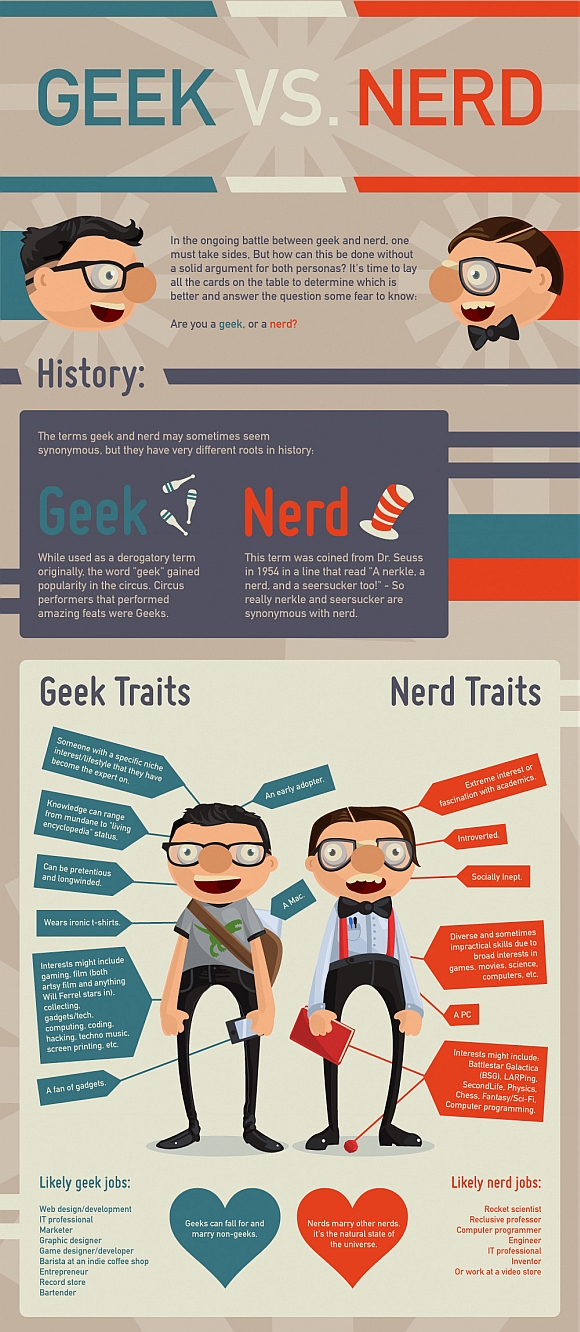 GEEK VS. NERD
In the ongoing battle between geek and nerd, one
must take sides, But how can this be done without
a solid argument for both personas? It's time to lay
all the cards on the table to determine which is
better and answer the question some fear to know:
Are you a geek, or a nerd?
History:
The terms geek and nerd may sometimes seem
synonymous, but they have very different roots in history:
Geek
While used as a derogatory term
originally, the word "geek" gained
popularity in the circus. Circus
performers that performed
amazing feats were Geeks.
Nerd
This term was coined from Dr. Seuss
in 1954 in a line that read "A nerkle, a
nerd, and a seersucker too!" - So
really nerkle and seersucker are
synonymous with nerd.
Geek Traits
Someone with a specific niche
interest/lifestyle that they have
become the expert on.
An early adopter.
Knowledge can range
from mundane to "living
encyclopedia" status.
Can be pretentious
and longwinded.
A Mac.
Wears ironic t-shirts.
Interests might include
gaming, film (both
artsy film and anything
Will Ferrel stars in),
collecting,
gadgets/tech,
computing, coding,
hacking, techno music,
screen printing, etc.
A fan of gadgets.
Nerd Traits
Extreme interest or
fascination with academics.
Introverted.
Socially Inept.
Diverse and sometimes
impractical skills due to
broad interests in
games, movies, science,
computers, etc.
A PC
Interests might include:
Battlestar Galactica
(BSG), LARPing,
SecondLife, Physics,
Chess, Fantasy/Sci-Fi,
Computer programming.
Likely geek jobs:
Web design/development
IT professional
Marketer
Graphic designer
Game designer/developer
Barista at an indie coffee shop
Entrepreneur
Record store
Bartender
Geeks can fall for and
marry non-geeks.
Nerds marry other nerds,
it's the natural state of
the universe.
Likely nerd jobs:
Rocket scientist
Reclusive professor
Computer programmer
Engineer
IT professional
Inventor
Or work at a video store